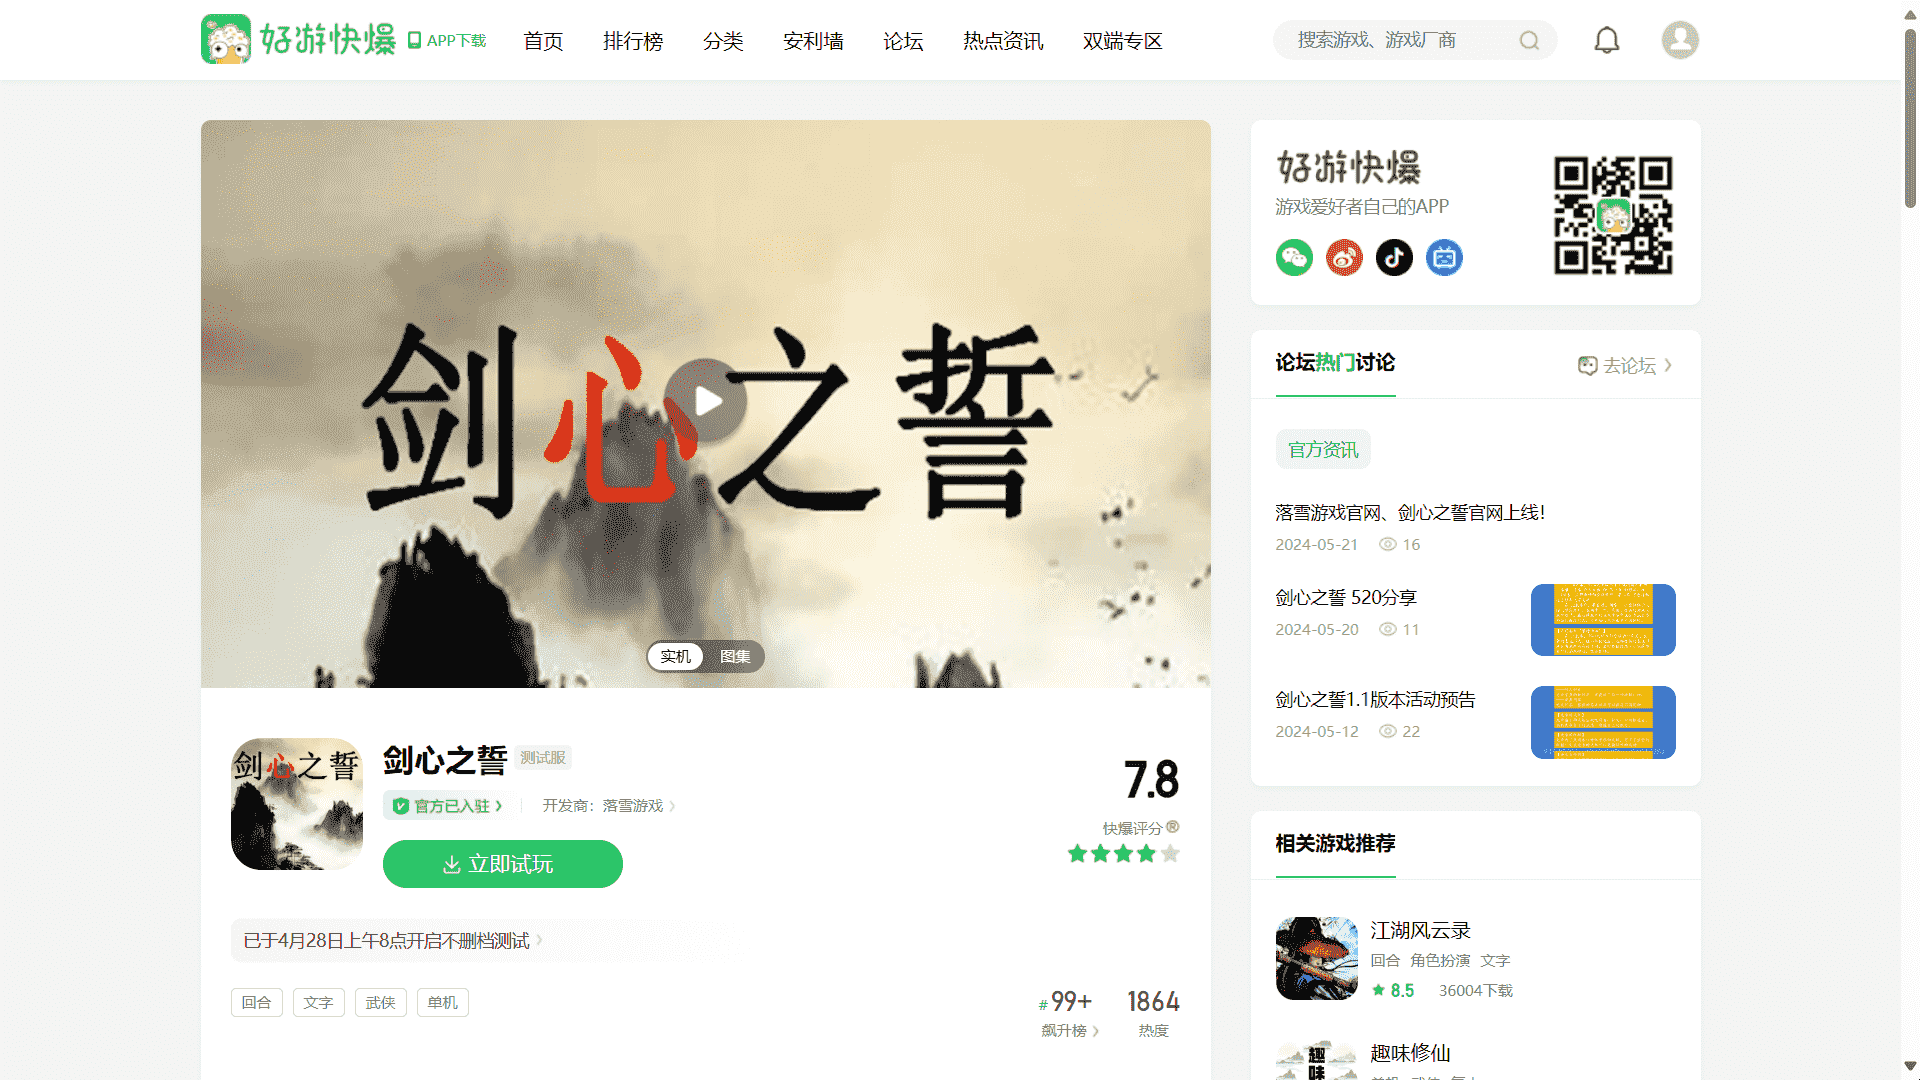 好游快爆
APP下载
首页
排行榜
分类
安利墙
论坛
热点资讯
双端专区
搜索游戏、游戏厂商
剑心之誓
实机
图集
剑心之誓
剑心之誓
测试服
官方已入驻
开发商：落雪游戏
立即试玩
7.8
快爆评分®
已于4月28日上午8点开启不删档测试
回合
文字
武侠
单机
#99+
飙升榜
1864
热度
好游快爆
游戏爱好者自己的APP
论坛热门讨论
去论坛
官方资讯
落雪游戏官网、剑心之誓官网上线！
2024-05-21
16
剑心之誓 520分享
2024-05-20
11
剑心之誓1.1版本活动预告
2024-05-12
22
相关游戏推荐
江湖风云录
回合 角色扮演 文字
8.5
36004下载
趣味
趣味修仙